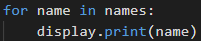 for name in names:
    display.print(name)